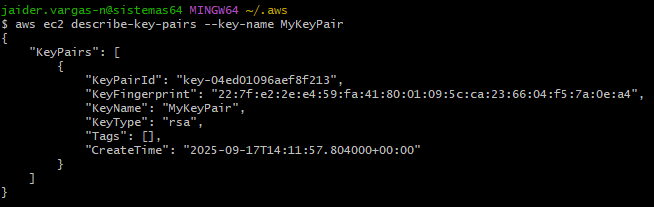 jaider.vargas-n@sistemas64 MINGW64 ~/.aws
$ aws ec2 describe-key-pairs --key-name MyKeyPair
{
    "KeyPairs": [
        {
            "KeyPairId": "key-04ed01096aef8f213",
            "KeyFingerprint": "22:7f:e2:2e:e4:59:fa:41:80:01:09:5c:ca:23:66:04:f5:7a:0e:a4",
            "KeyName": "MyKeyPair",
            "KeyType": "rsa",
            "Tags": [],
            "CreateTime": "2025-09-17T14:11:57.804000+00:00"
        }
    ]
}